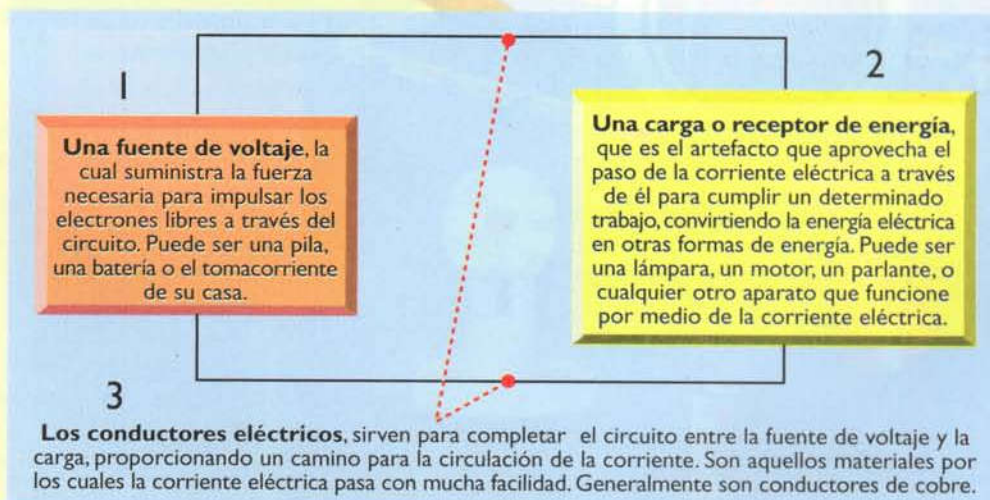 1
Una fuente de voltaje, la
cual suministra la fuerza
necesaria para impulsar los
electrones libres a través del
circuito. Puede ser una pila,
una batería o el tomacorriente
de su casa.
2
Una carga o receptor de energía,
que es el artefacto que aprovecha el
paso de la corriente eléctrica a través
de él para cumplir un determinado
trabajo, convirtiendo la energía eléctrica
en otras formas de energía. Puede ser
una lámpara, un motor, un parlante, o
cualquier otro aparato que funcione
por medio de la corriente eléctrica.
3
Los conductores eléctricos, sirven para completar el circuito entre la fuente de voltaje y la
carga, proporcionando un camino para la circulación de la corriente. Son aquellos materiales por
los cuales la corriente eléctrica pasa con mucha facilidad. Generalmente son conductores de cobre.